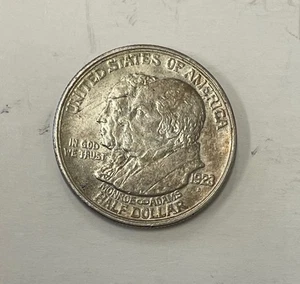 UNITED STATES OF AMERICA
IN GOD
WE TRUST
1923
MONROE ADAMS
HALF DOLLAR